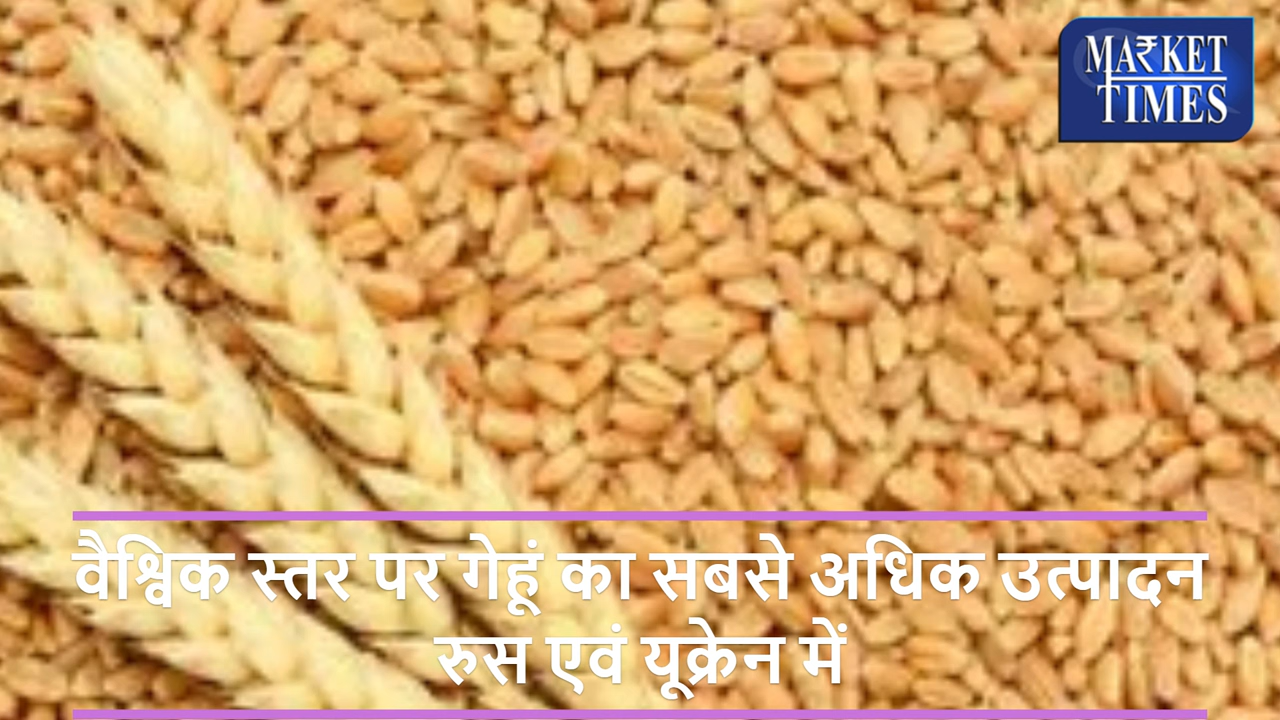 MA₹KET
TIMES
वैश्विक स्तर पर गेहूं का सबसे अधिक उत्पादन
रुस एवं यूक्रेन में